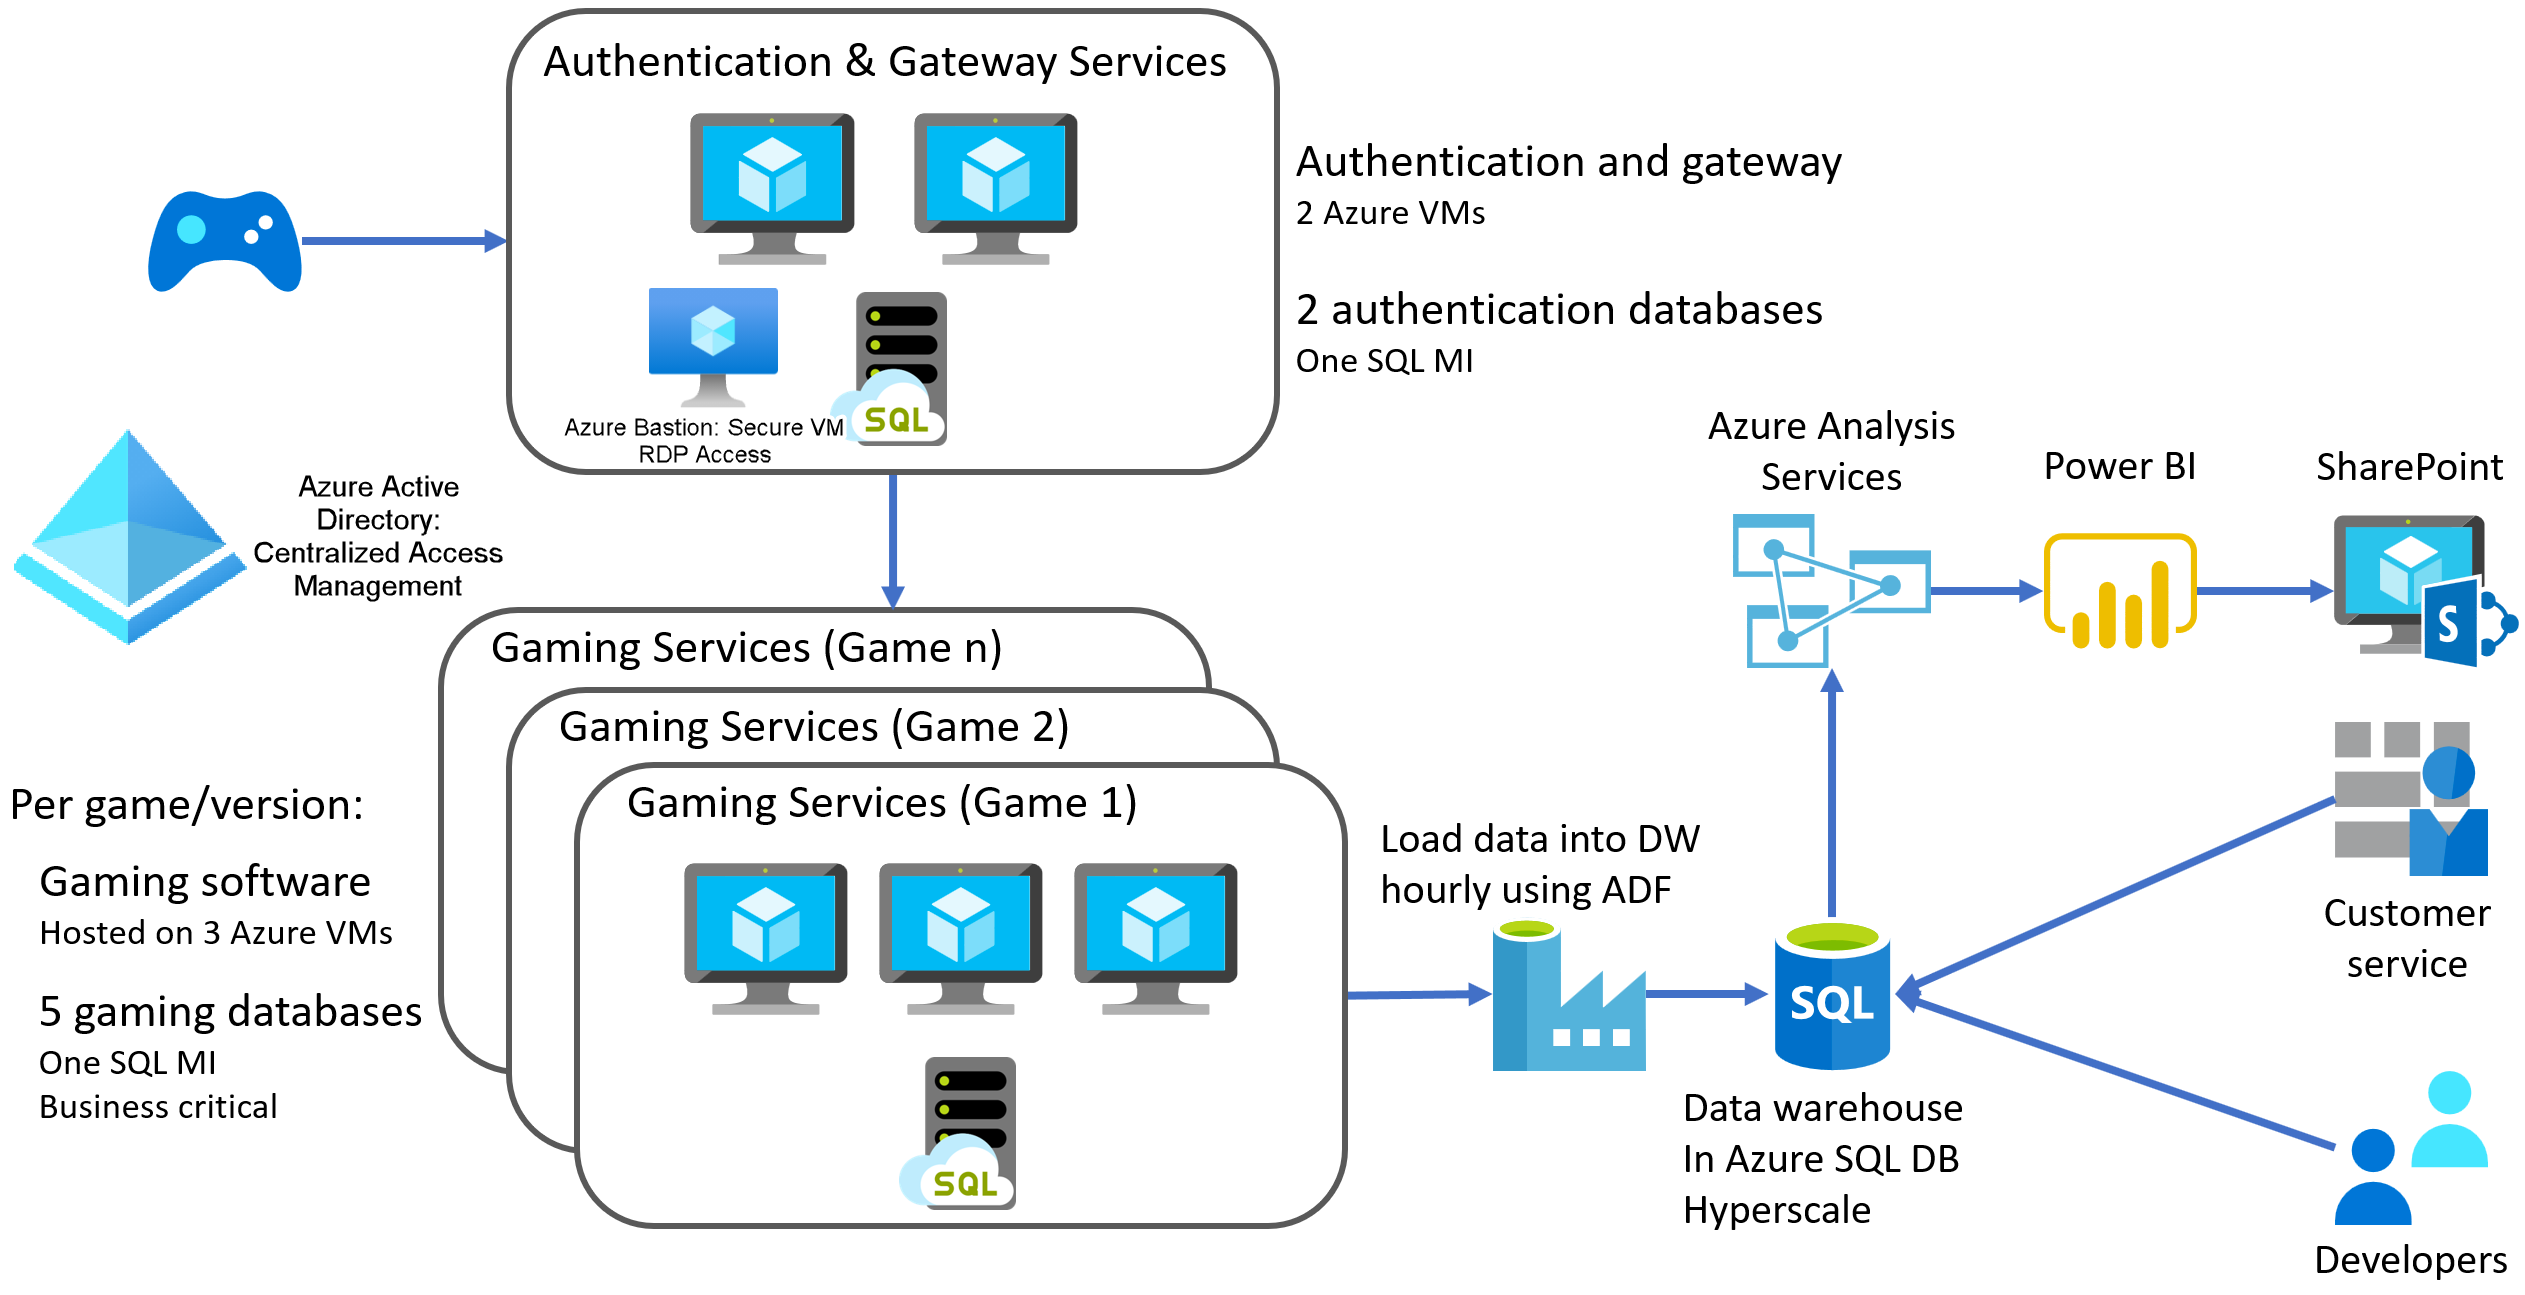 Authentication & Gateway Services
Azure Bastion: Secure VM
RDP Access
SQL
Authentication and gateway
2 Azure VMs
2 authentication databases
One SQL MI
Azure Active
Directory:
Centralized Access
Management
Gaming Services (Game n)
Gaming Services (Game 2)
Gaming Services (Game 1)
SQL
Per game/version:
Gaming software
Hosted on 3 Azure VMs
5 gaming databases
One SQL MI
Business critical
Load data into DW
hourly using ADF
SQL
Data warehouse
In Azure SQL DB
Hyperscale
Azure Analysis
Services
Power BI
SharePoint
S
Customer
service
Developers